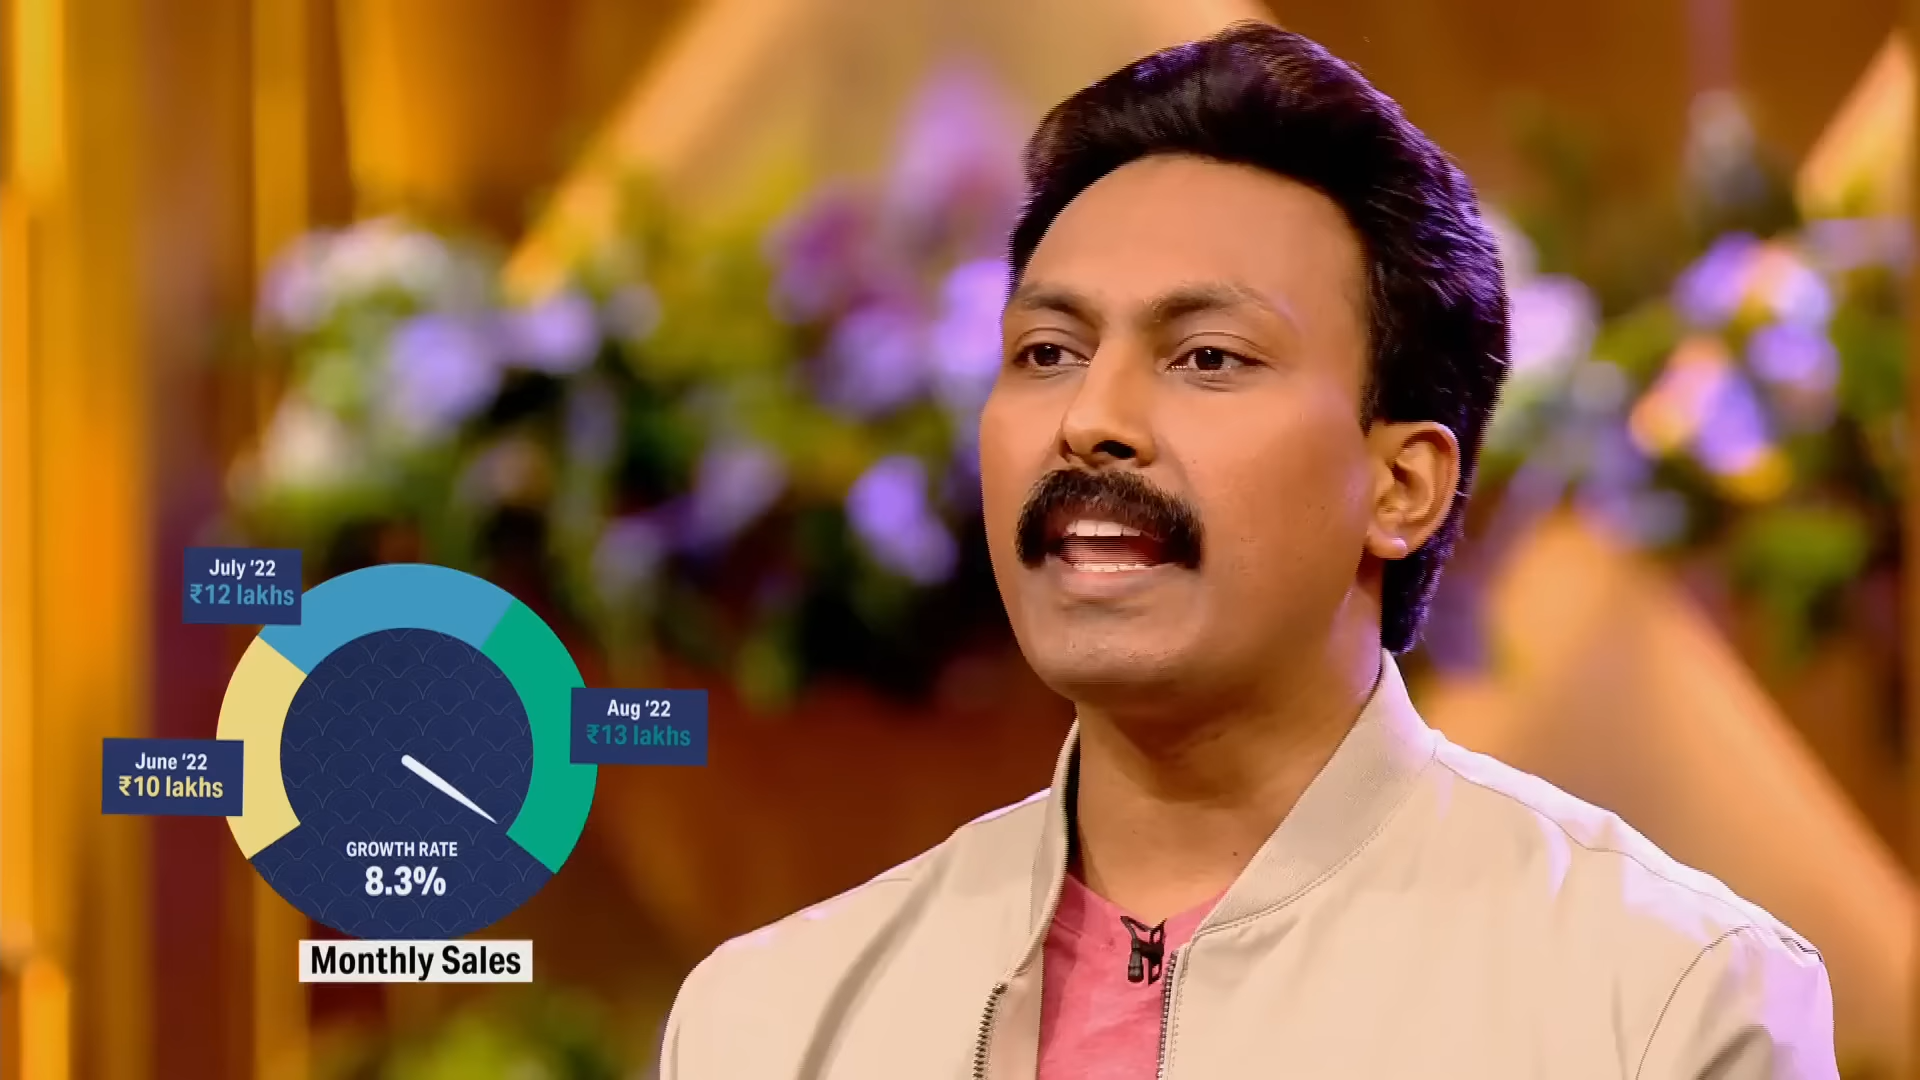 July '22
₹12 lakhs
Aug '22
₹13 lakhs
June '22
₹10 lakhs
GROWTH RATE
8.3%
Monthly Sales